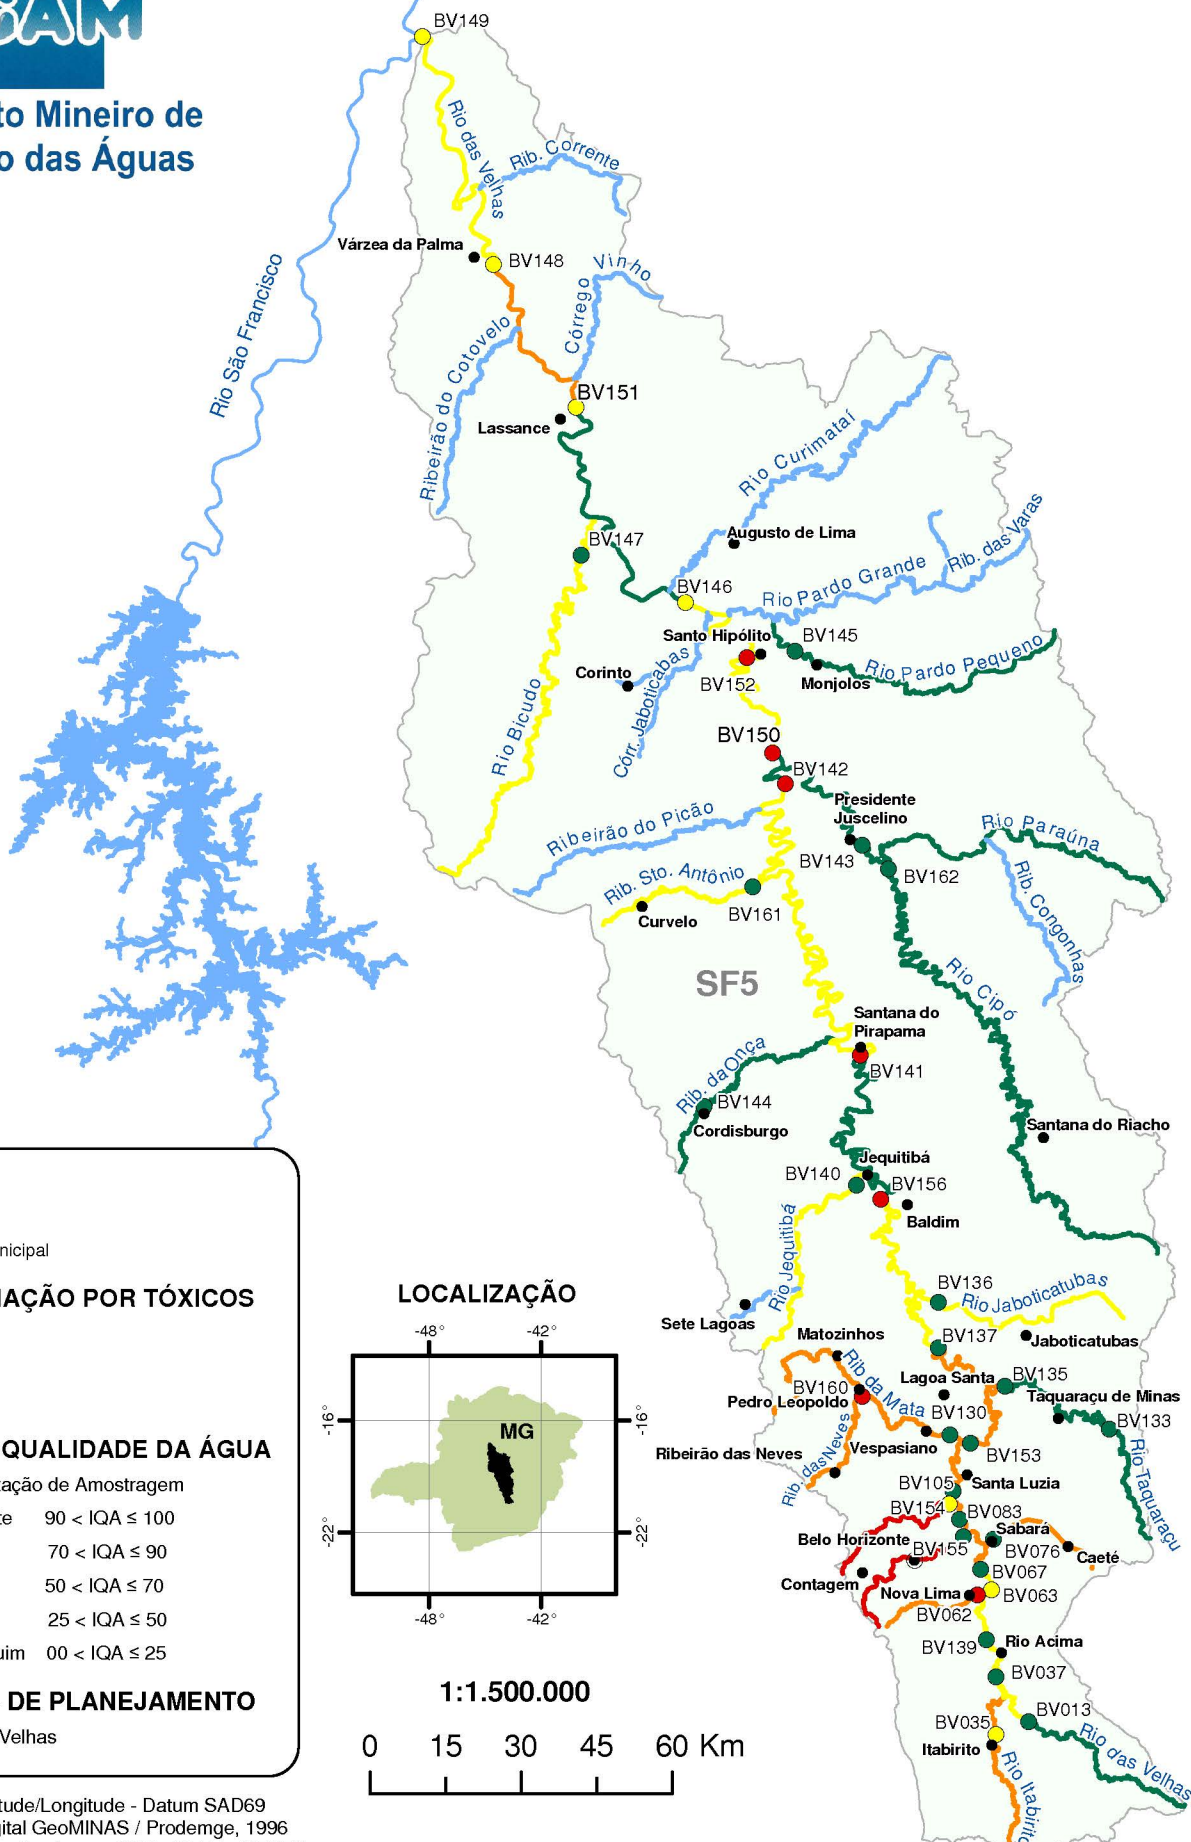 to Mineiro de
o das Águas
BV149
Rio das Velhas
Rib. Corrente
Várzea da Palma
BV148
Rio São Francisco
Córrego Vinho
Ribeirão do Cotovelo
BV151
Lassance
Rio Curimataí
Augusto de Lima
BV147
Rib. das Varas
Rio Pardo Grande
BV146
Santo Hipólito
BV145
Rio Pardo Pequeno
Corinto
BV152
Monjolos
Córr. Jaboticabas
Rio Bicudo
BV150
BV142
Presidente
Juscelino
Ribeirão do Picão
Rio Paraúna
BV143
BV162
Rib. Sto. Antônio
BV161
Curvelo
Rib. Congonhas
SF5
Rio Cipó
Santana do
Pirapama
Rib. da Onça
BV141
BV144
Cordisburgo
Santana do Riacho
Jequitibá
BV140
BV156
Baldim
Rio Jequitibá
BV136
Rio Jaboticatubas
Sete Lagoas
Matozinhos
BV137
Jaboticatubas
Rib da Mata
Lagoa Santa
BV135
BV160
Taquaraçu de Minas
Pedro Leopoldo
BV130
BV133
Ribeirão das Neves
Vespasiano
BV153
Rib. das Neves
Rio Taquaraçu
BV105
Santa Luzia
BV154
BV083
Belo Horizonte
Sabará
BV155
BV076
Caeté
Contagem
BV067
Nova Lima
BV063
BV062
BV139
Rio Acima
BV037
BV013
BV035
Itabirito
Rio das Velhas
Rio Itabirito
nicipal
IAÇÃO POR TÓXICOS
QUALIDADE DA ÁGUA
tação de Amostragem
te 90 < IQA ≤ 100
70 < IQA ≤ 90
50 < IQA ≤ 70
25 < IQA ≤ 50
uim 00 < IQA ≤ 25
DE PLANEJAMENTO
Velhas
tude/Longitude - Datum SAD69
gital GeoMINAS / Prodemge, 1996
LOCALIZAÇÃO
-48° -42°
-16° -16°
MG
-22° -22°
-48° -42°
1:1.500.000
0 15 30 45 60 Km